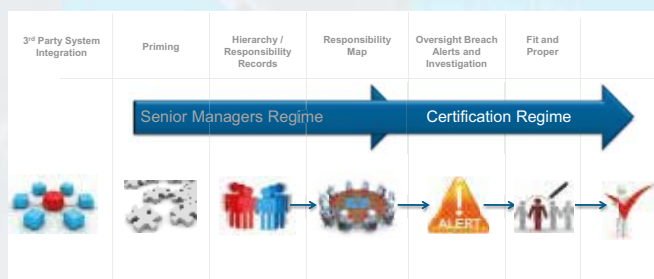 3rd Party System
Integration
Priming
Hierarchy /
Responsibility
Records
Responsibility
Map
Oversight Breach
Alerts and
Investigation
Fit and
Proper
Senior Managers Regime
Certification Regime
ALERT